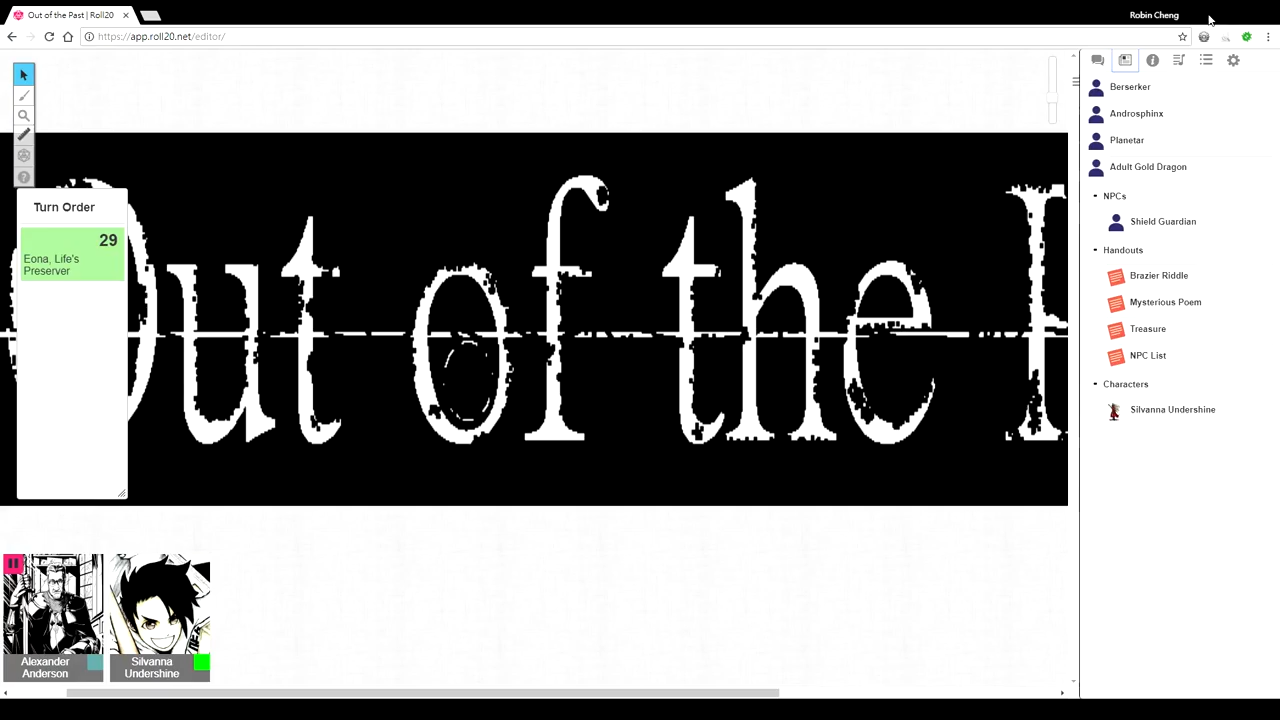 Out of the Past | Roll20
Robin Cheng
https://app.roll20.net/editor/
Turn Order
29
Eona, Life's
Preserver
Out of the P
Berserker
Androsphinx
Planetar
Adult Gold Dragon
NPCs
Shield Guardian
Handouts
Brazier Riddle
Mysterious Poem
Treasure
NPC List
Characters
Silvanna Undershine
Alexander
Anderson
Silvanna
Undershine